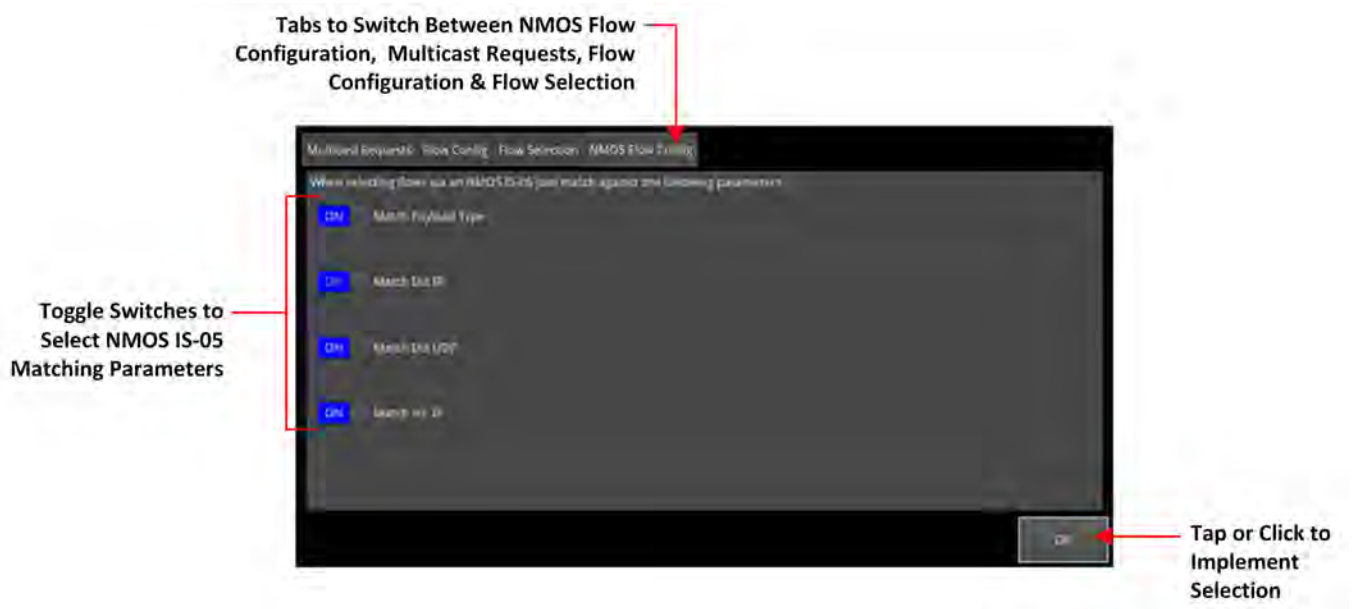 Tabs to Switch Between NMOS Flow
Configuration, Multicast Requests, Flow
Configuration & Flow Selection
Multicast Requests Flow Config Flow Selection NMOS Flow Config
When selecting flows via an NMOS IS-05 match against the following parameters
ON Match Payload Type
ON Match Dst IP
ON Match Dst UDP
ON Match IP
Toggle Switches to
Select NMOS IS-05
Matching Parameters
OK
Tap or Click to
Implement
Selection